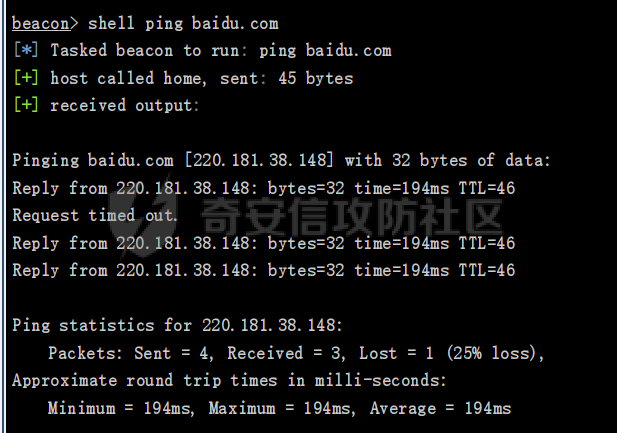 beacon> shell ping baidu.com
[*] Tasked beacon to run: ping baidu.com
[+] host called home, sent: 45 bytes
[+] received output:
Pinging baidu.com [220.181.38.148] with 32 bytes of data:
Reply from 220.181.38.148: bytes=32 time=194ms TTL=46
Request timed out.
奇安信攻防社区
Reply from 220.181.38.148: bytes=32 time=194ms TTL=46
Reply from 220.181.38.148: bytes=32 time=194ms TTL=46
Ping statistics for 220.181.38.148:
Packets: Sent = 4, Received = 3, Lost = 1 (25% loss),
Approximate round trip times in milli-seconds:
Minimum = 194ms, Maximum = 194ms, Average = 194ms